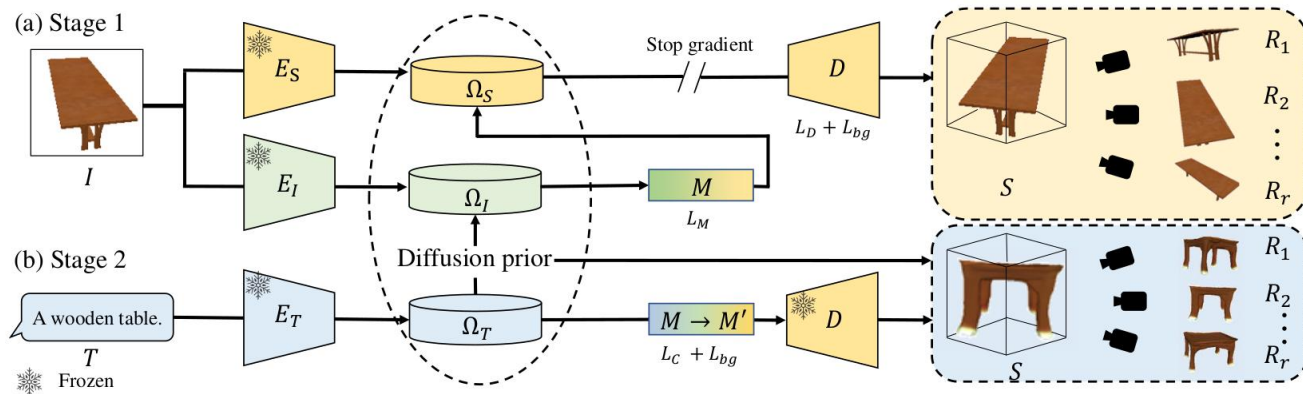 (a) Stage 1
I
E_S
Ω_S
Stop gradient
D
L_D + L_bg
E_I
Ω_I
M
L_M
S
R_1
R_2
⋮
R_r
(b) Stage 2
A wooden table.
T
Frozen
E_T
Diffusion prior
Ω_T
M → M′
L_C + L_bg
D
S
R_1
R_2
⋮
R_r